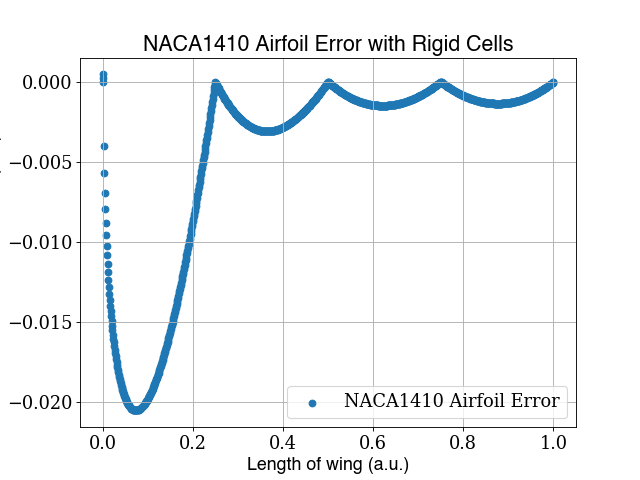 NACA1410 Airfoil Error with Rigid Cells
0.000
−0.005
−0.010
−0.015
−0.020
NACA1410 Airfoil Error
0.0 0.2 0.4 0.6 0.8 1.0
Length of wing (a.u.)